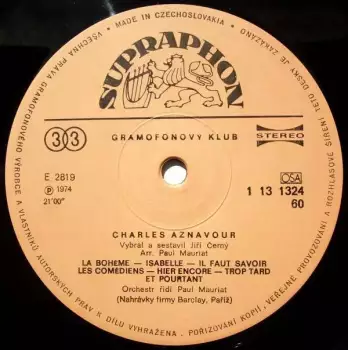 MADE IN CZECHOSLOVAKIA • VŠECHNA PRÁVA GRAMOFONOVÉHO VÝROBCE A VLASTNÍKŮ AUTORSKÝCH PRÁV K DÍLU VYHRAŽENA. POŘIZOVÁNÍ KOPIÍ, VEŘEJNÉ PROVOZOVÁNÍ A ROZHLASOVÉ ŠÍŘENÍ TÉTO DESKY JE ZAKÁZÁNO
SUPRAPHON
33
GRAMOFONOVÝ KLUB
STEREO
E 2819
℗ 1974
21'00"
OSA
1 13 1324
60
CHARLES AZNAVOUR
Vybral a sestavil Jiří Černý
Arr. Paul Mauriat
LA BOHEME – ISABELLE – IL FAUT SAVOIR
LES COMEDIENS – HIER ENCORE – TROP TARD
ET POURTANT
Orchestr řídí Paul Mauriat
(Nahrávky firmy Barclay, Paříž)